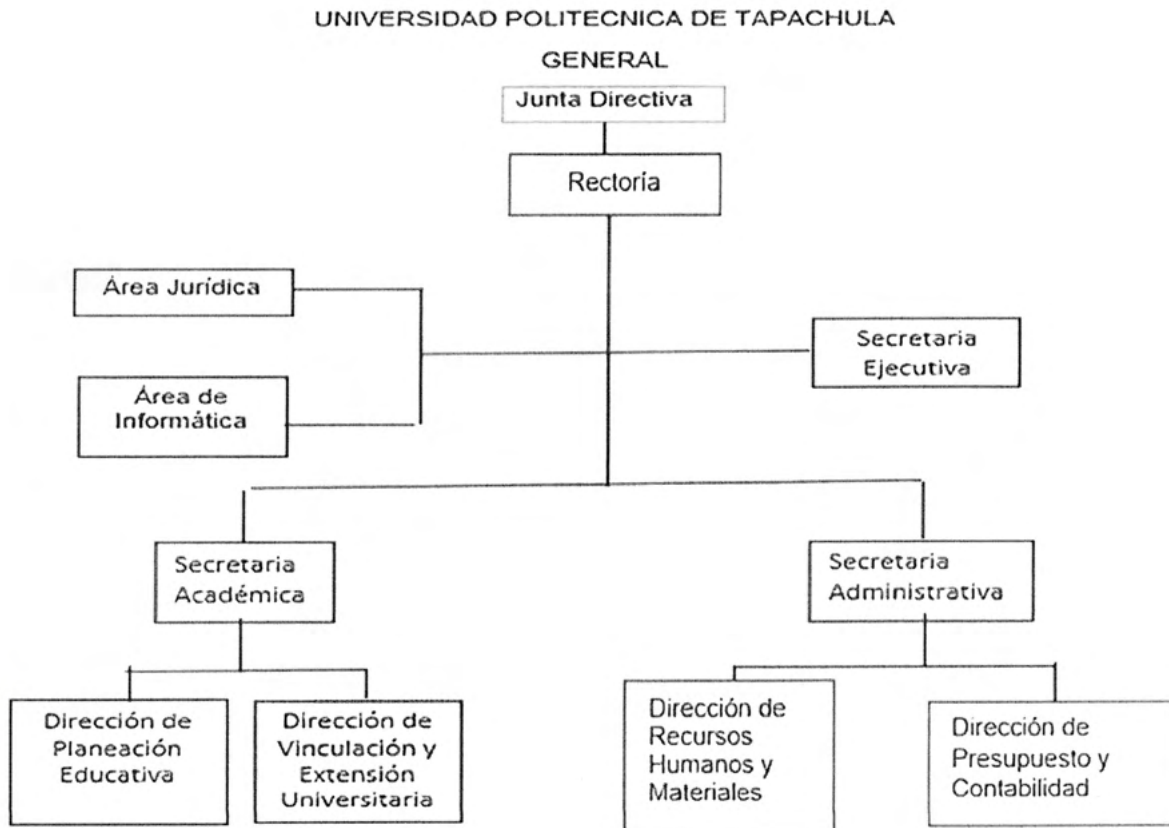 UNIVERSIDAD POLITECNICA DE TAPACHULA
GENERAL
Junta Directiva
Rectoría
Área Jurídica
Secretaria
Ejecutiva
Área de
Informática
Secretaria
Académica
Secretaria
Administrativa
Dirección de
Planeación
Educativa
Dirección de
Vinculación y
Extensión
Universitaria
Dirección de
Recursos
Humanos y
Materiales
Dirección de
Presupuesto y
Contabilidad